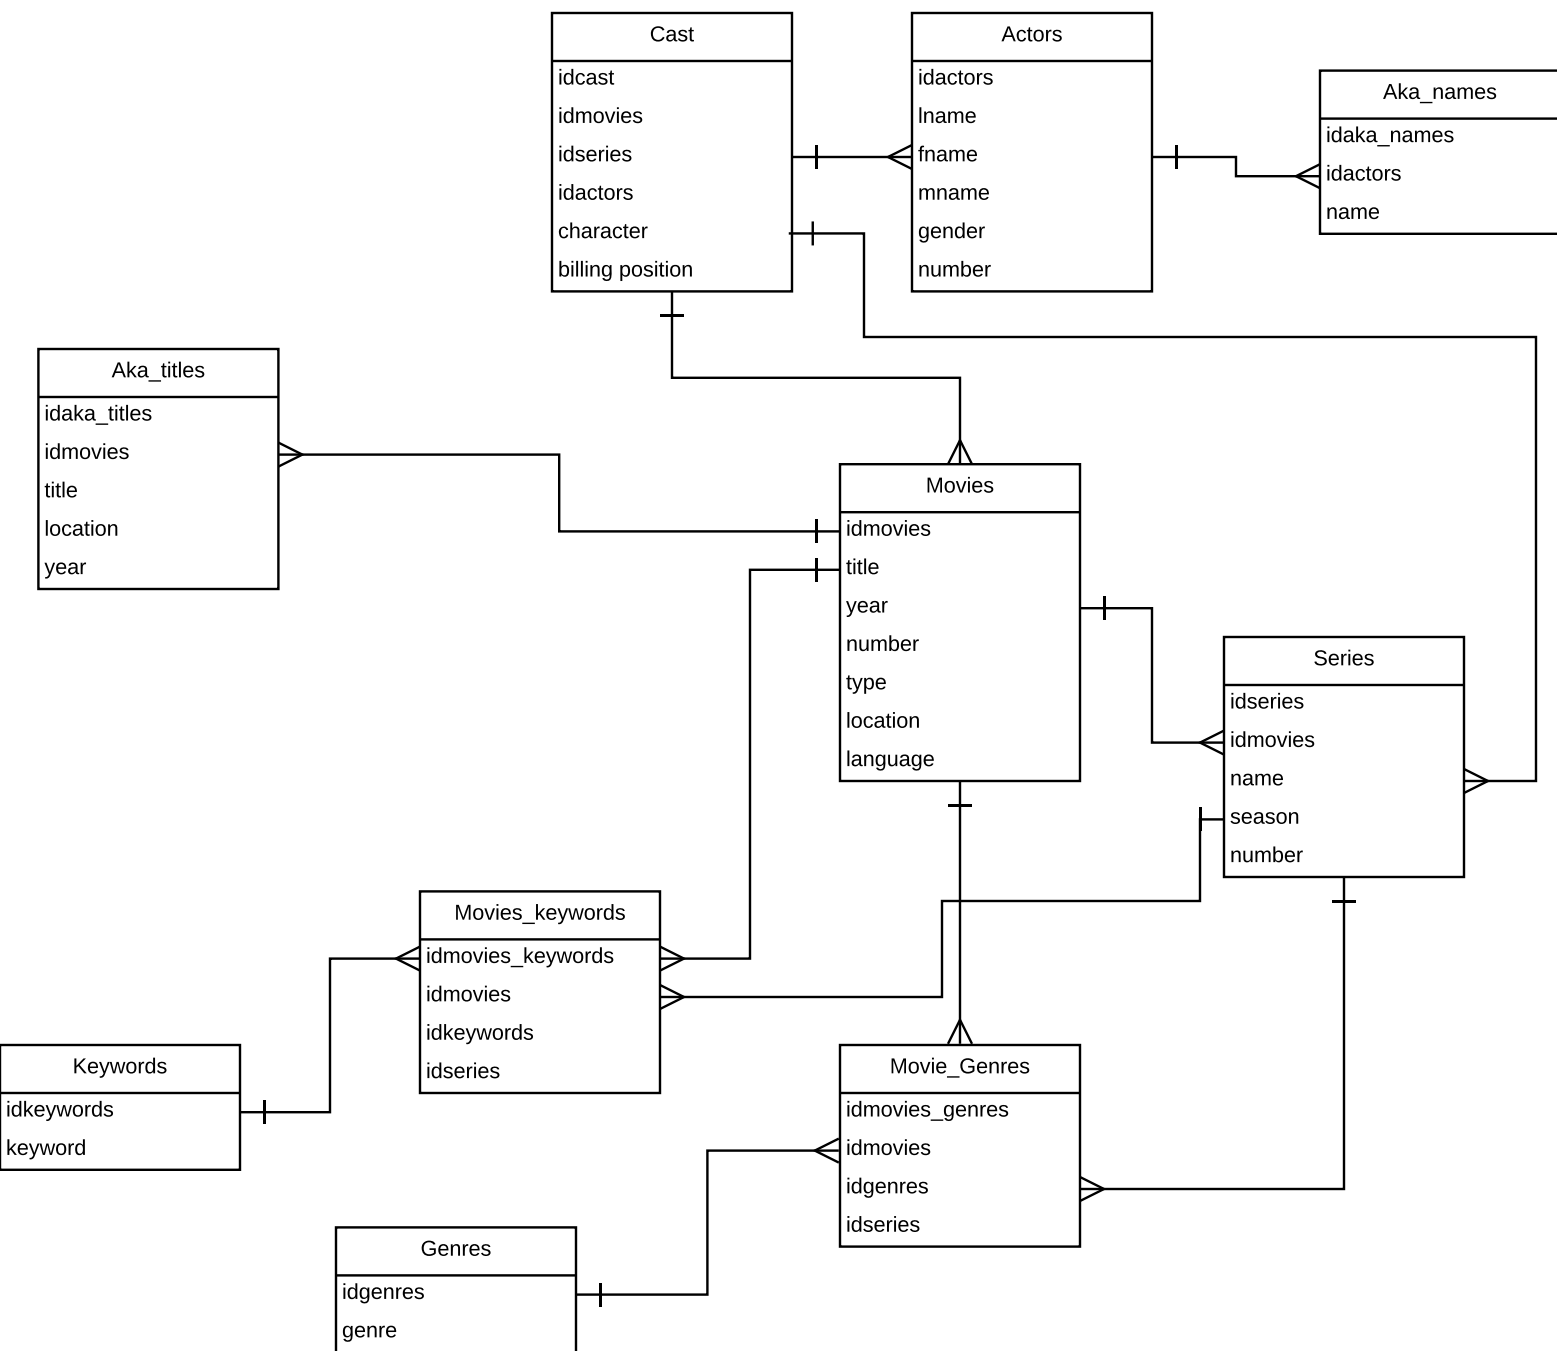 Cast
idcast
idmovies
idseries
idactors
character
billing position
Actors
idactors
lname
fname
mname
gender
number
Aka_names
idaka_names
idactors
name
Aka_titles
idaka_titles
idmovies
title
location
year
Movies
idmovies
title
year
number
type
location
language
Series
idseries
idmovies
name
season
number
Movies_keywords
idmovies_keywords
idmovies
idkeywords
idseries
Keywords
idkeywords
keyword
Movie_Genres
idmovies_genres
idmovies
idgenres
idseries
Genres
idgenres
genre